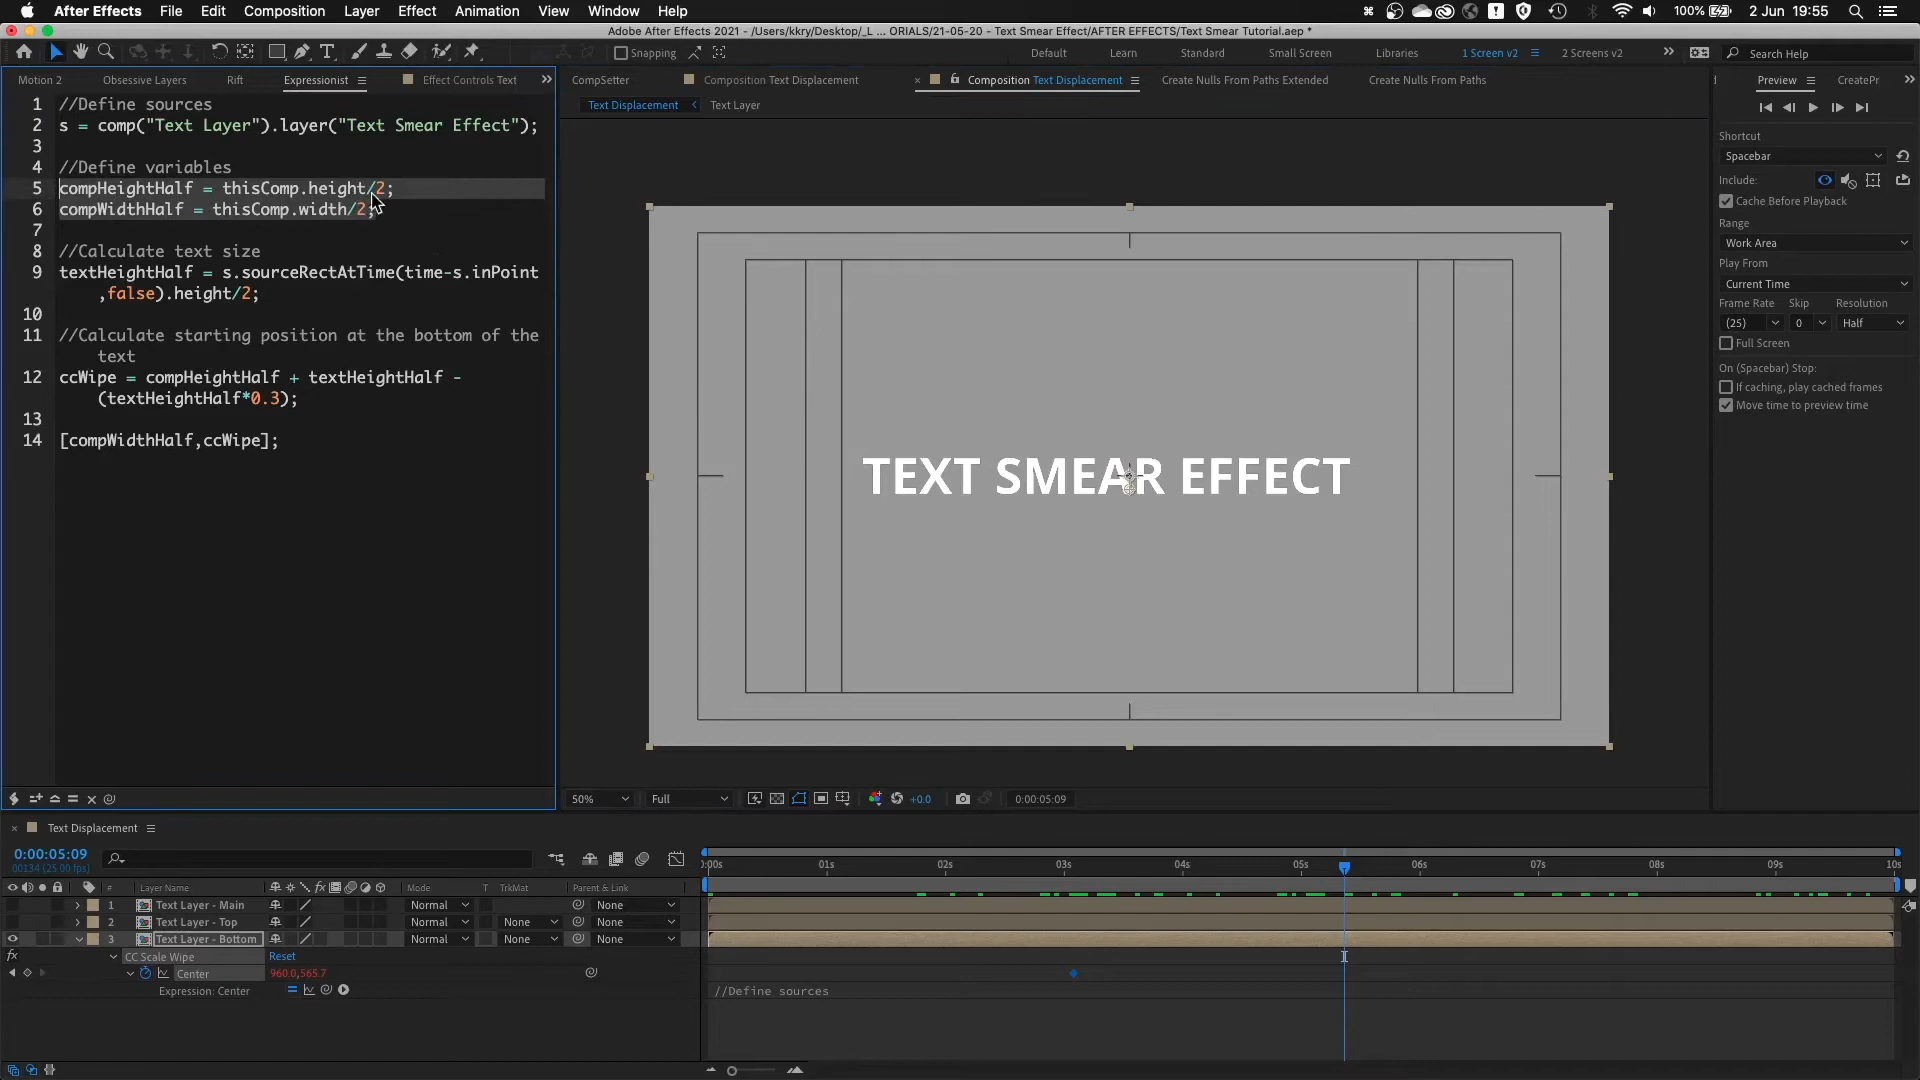 After Effects File Edit Composition Layer Effect Animation View Window Help 100% 2 Jun 19:55
Adobe After Effects 2021 - /Users/kkry/Desktop/_L ... ORIALS/21-05-20 - Text Smear Effect/AFTER EFFECTS/Text Smear Tutorial.aep *
Snapping Default Learn Standard Small Screen Libraries 1 Screen v2 2 Screens v2 Search Help
Motion 2 Obsessive Layers Rift Expressionist Effect Controls Text CompSetter Composition Text Displacement Composition Text Displacement Create Nulls From Paths Extended Create Nulls From Paths Preview CreatePr
Text Displacement Text Layer
1 //Define sources
2 s = comp("Text Layer").layer("Text Smear Effect");
3
4 //Define variables
5 compHeightHalf = thisComp.height/2;
6 compWidthHalf = thisComp.width/2;
7
8 //Calculate text size
9 textHeightHalf = s.sourceRectAtTime(time-s.inPoint
,false).height/2;
10
11 //Calculate starting position at the bottom of the
text
12 ccWipe = compHeightHalf + textHeightHalf -
(textHeightHalf*0.3);
13
14 [compWidthHalf,ccWipe];
TEXT SMEAR EFFECT
Shortcut
Spacebar
Include:
Cache Before Playback
Range
Work Area
Play From
Current Time
Frame Rate Skip Resolution
(25) 0 Half
Full Screen
On (Spacebar) Stop:
If caching, play cached frames
Move time to preview time
50% Full +0.0 0:00:05:09
Text Displacement
0:00:05:09
00134 (25.00 fps)
:00s 01s 02s 03s 04s 05s 06s 07s 08s 09s 10s
# Layer Name Mode T TrkMat Parent & Link
1 Text Layer - Main Normal None
2 Text Layer - Top Normal None None
3 Text Layer - Bottom Normal None None
fx CC Scale Wipe Reset
Center 960.0,565.7
Expression: Center //Define sources